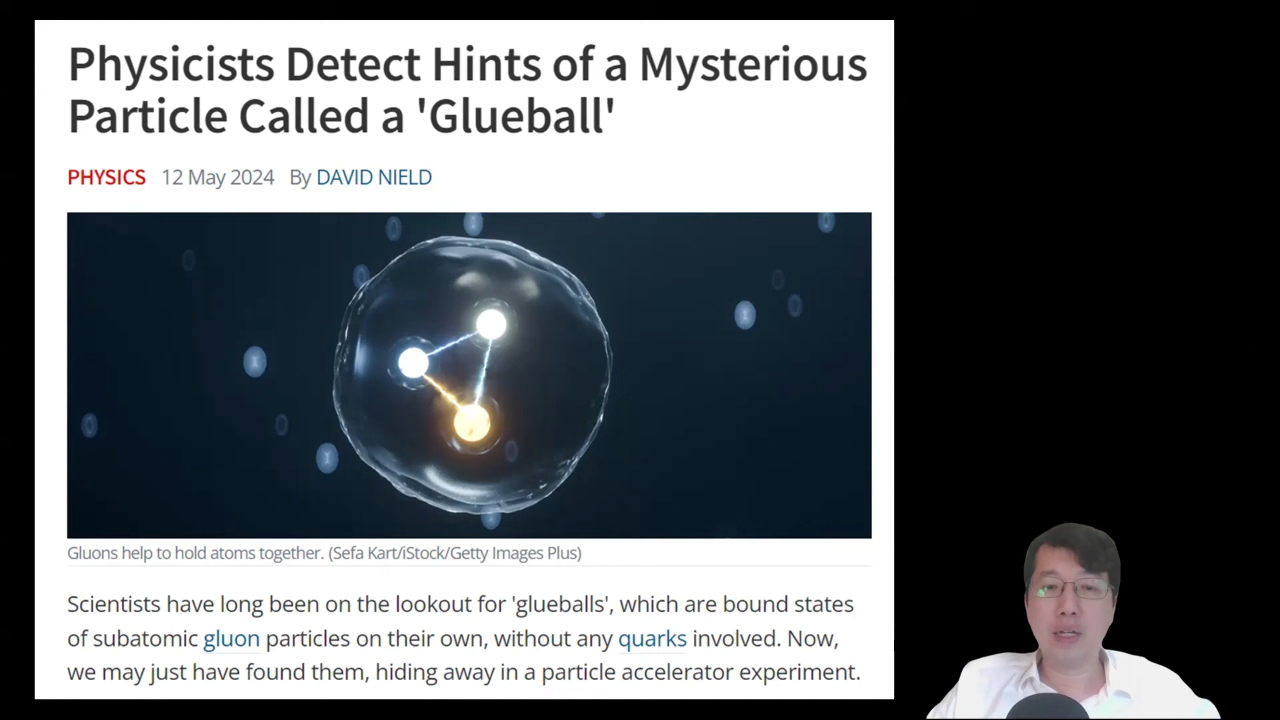 Physicists Detect Hints of a Mysterious
Particle Called a 'Glueball'
PHYSICS 12 May 2024 By DAVID NIELD
Gluons help to hold atoms together. (Sefa Kart/iStock/Getty Images Plus)
Scientists have long been on the lookout for 'glueballs', which are bound states
of subatomic gluon particles on their own, without any quarks involved. Now,
we may just have found them, hiding away in a particle accelerator experiment.